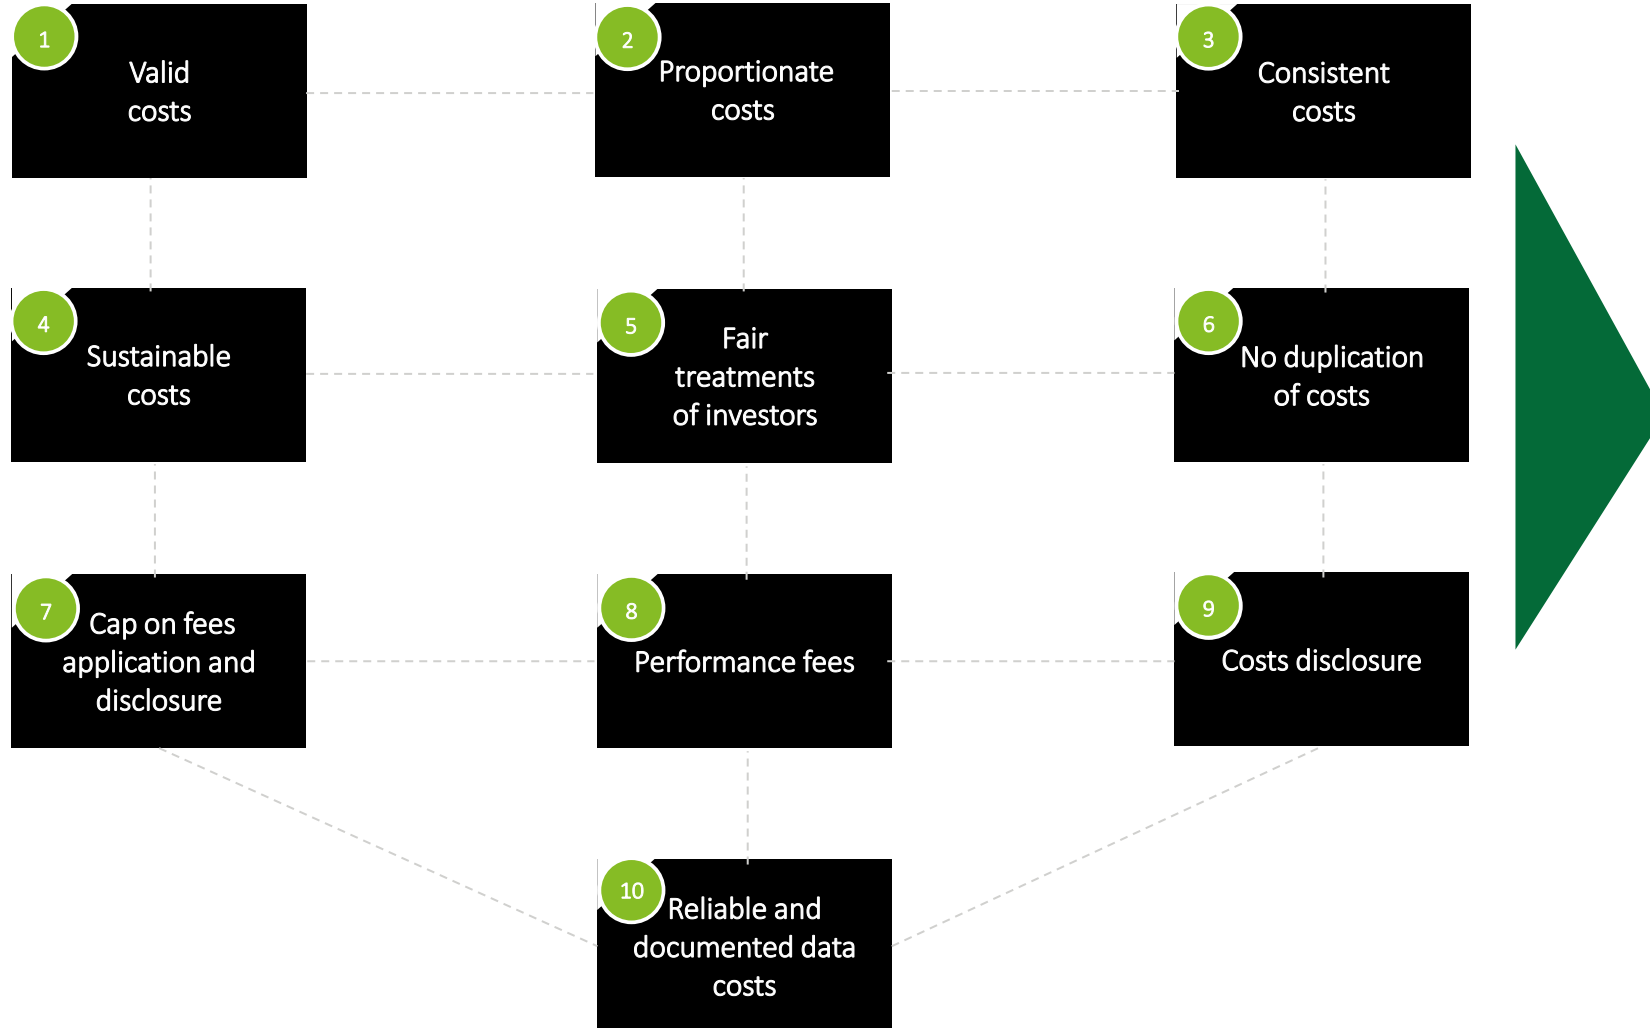 1
Valid
costs
2
Proportionate
costs
3
Consistent
costs
4
Sustainable
costs
5
Fair
treatments
of investors
6
No duplication
of costs
7
Cap on fees
application and
disclosure
8
Performance fees
9
Costs disclosure
10
Reliable and
documented data
costs